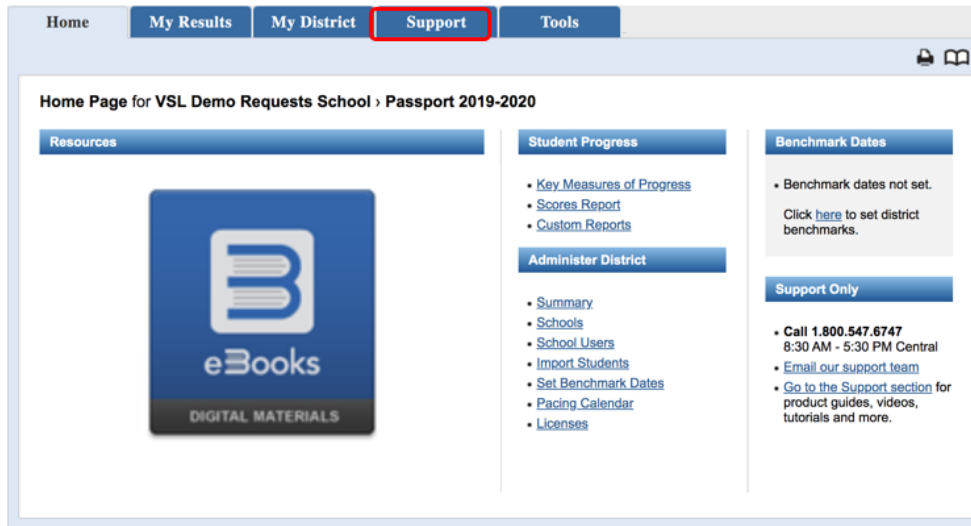 Home My Results My District Support Tools
Home Page for VSL Demo Requests School › Passport 2019-2020
Resources
eBooks
DIGITAL MATERIALS
Student Progress
• Key Measures of Progress
• Scores Report
• Custom Reports
Administer District
• Summary
• Schools
• School Users
• Import Students
• Set Benchmark Dates
• Pacing Calendar
• Licenses
Benchmark Dates
• Benchmark dates not set.
Click here to set district
benchmarks.
Support Only
• Call 1.800.547.6747
8:30 AM - 5:30 PM Central
• Email our support team
• Go to the Support section for
product guides, videos,
tutorials and more.